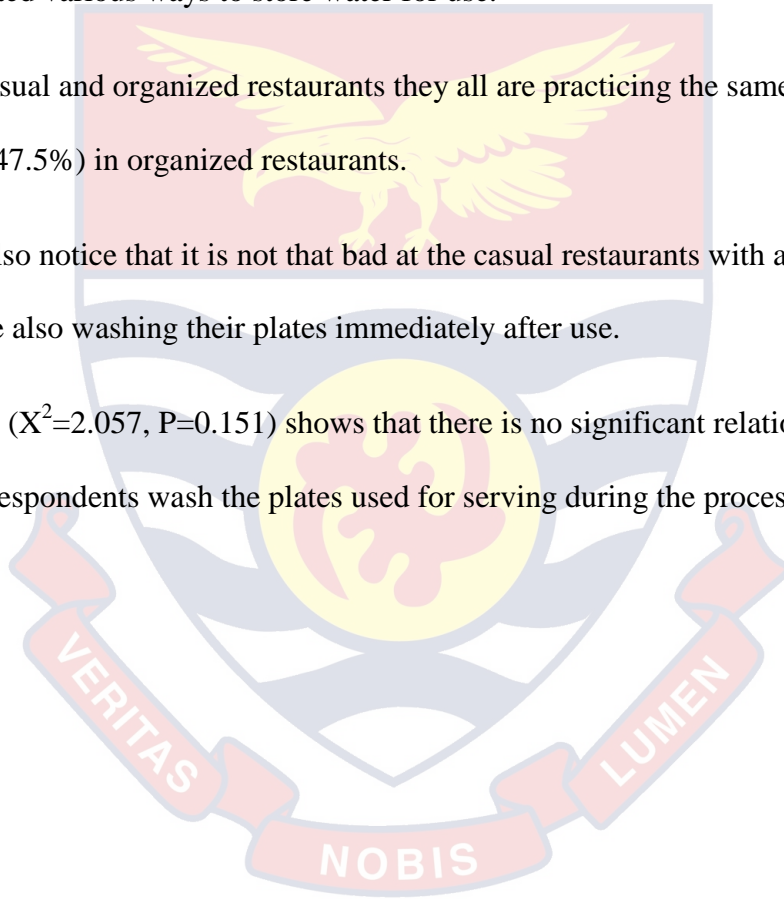 various ways to store water for use.
sual and organized restaurants they all are practicing the same
47.5%) in organized restaurants.
lso notice that it is not that bad at the casual restaurants with a
e also washing their plates immediately after use.
(X²=2.057, P=0.151) shows that there is no significant relatio
espondents wash the plates used for serving during the proces
VERITAS
NOBIS
LUMEN